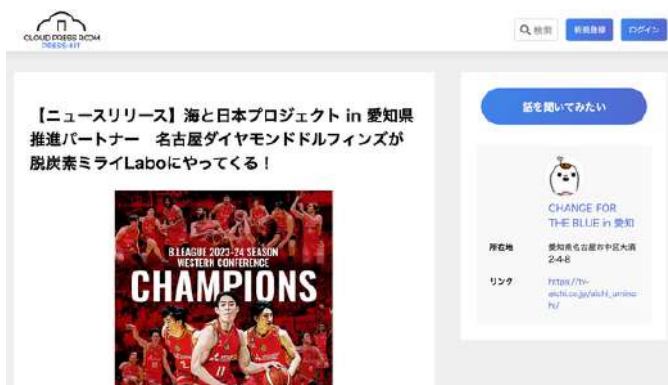 CLOUD PRESS ROOM
PRESS-KIT
検索
新規登録
ログイン
【ニュースリリース】海と日本プロジェクト in 愛知県
推進パートナー　名古屋ダイヤモンドドルフィンズが
脱炭素ミライLaboにやってくる！
B.LEAGUE 2023-24 SEASON
WESTERN CONFERENCE
CHAMPIONS
話を聞いてみたい
CHANGE FOR
THE BLUE in 愛知
所在地
愛知県名古屋市中区大須
2-4-8
リンク
https://tv-
aichi.co.jp/aichi_umino
hi/